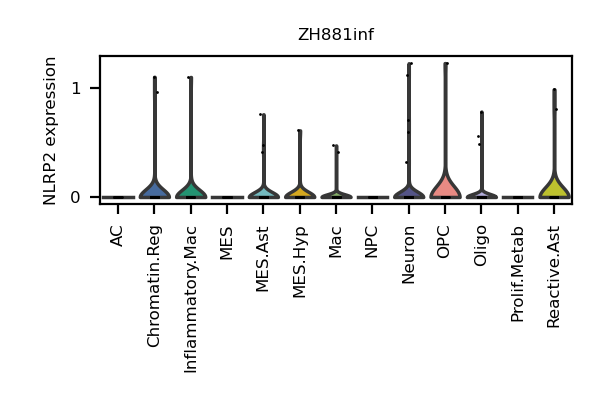 ZH881inf
NLRP2 expression
1
0
AC
Chromatin.Reg
Inflammatory.Mac
MES
MES.Ast
MES.Hyp
Mac
NPC
Neuron
OPC
Oligo
Prolif.Metab
Reactive.Ast